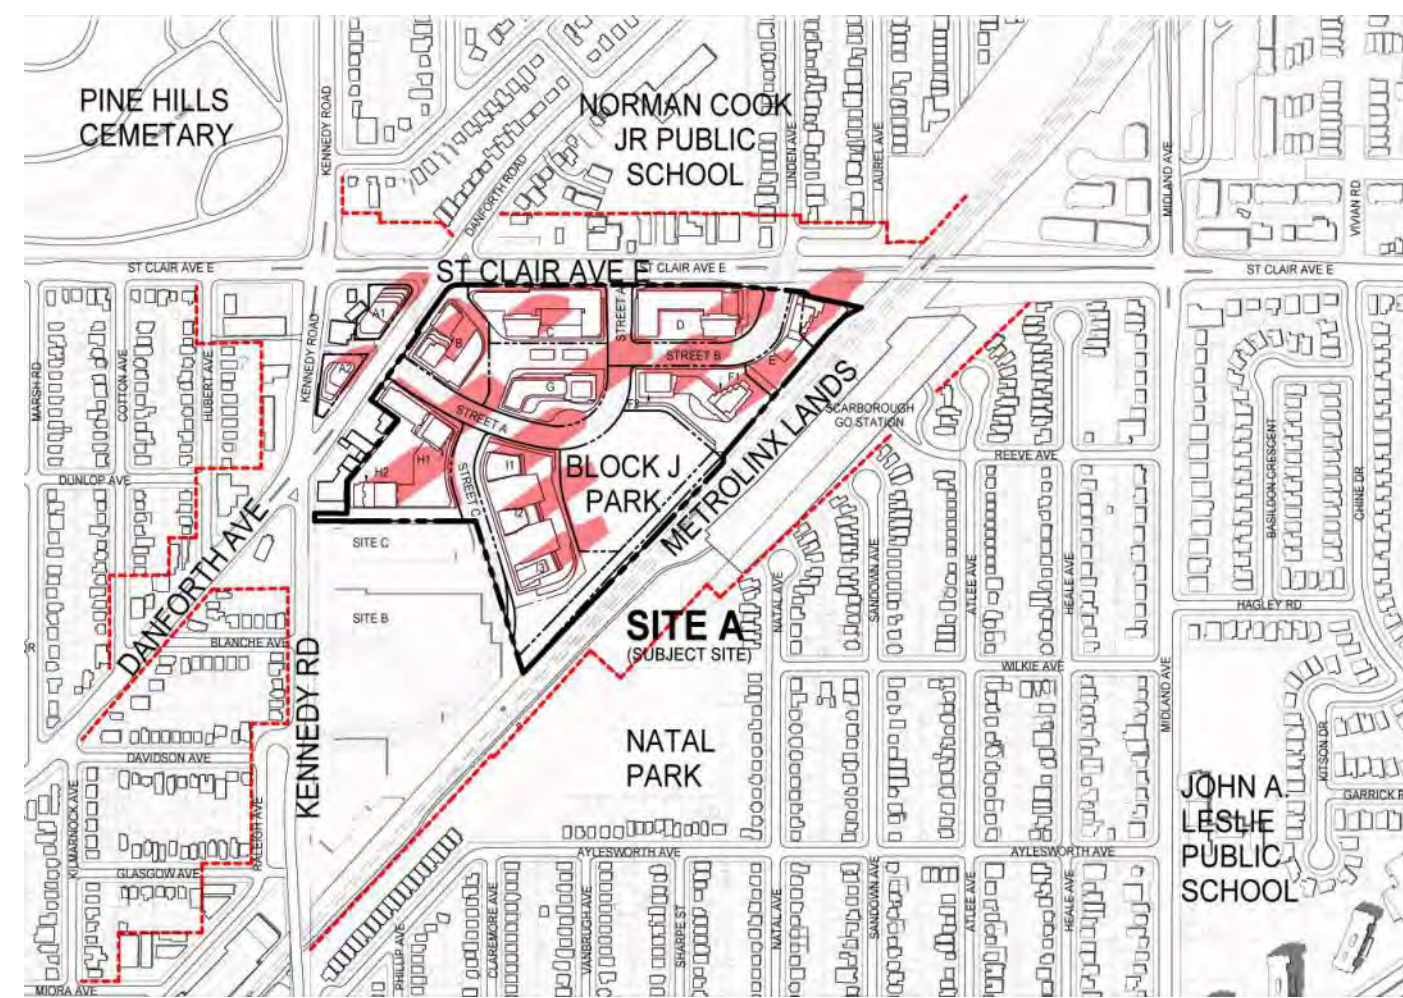 PINE HILLS
CEMETARY
KENNEDY ROAD
NORMAN COOK
JR PUBLIC
SCHOOL
DANFORTH ROAD
LINDEN AVE
LAUREL AVE
MIDLAND AVE
VIVIAN RD
ST CLAIR AVE E
ST CLAIR AVE E
ST CLAIR AVE E
ST CLAIR AVE E
MARSH RD
COTTON AVE
HUBERT AVE
KENNEDY ROAD
A1
A2
B
C
STREET A
D
STREET B
E
F1
G
STREET A
H1
H2
STREET C
I1
I2
I3
BLOCK J
PARK
METROLINX LANDS
SCARBOROUGH
GO STATION
REEVE AVE
BASILDON CRESCENT
CHINE DR
DUNLOP AVE
DANFORTH AVE
SITE C
SITE B
SITE A
(SUBJECT SITE)
NATAL AVE
SANDOWN AVE
ATLEE AVE
HEALE AVE
HAGLEY RD
BLANCHE AVE
WILKIE AVE
MIDLAND AVE
KENNEDY RD
NATAL
PARK
DAVIDSON AVE
KITSON DR
JOHN A.
LESLIE
PUBLIC
SCHOOL
GARRICK R
KILMARNOCK AVE
RALEIGH AVE
GLASGOW AVE
AYLESWORTH AVE
AYLESWORTH AVE
PHILLIP AVE
CLAREMORE AVE
VANBRUGH AVE
SHARPE ST
NATAL AVE
SANDOWN AVE
ATLEE AVE
HEALE AVE
MIORA AVE